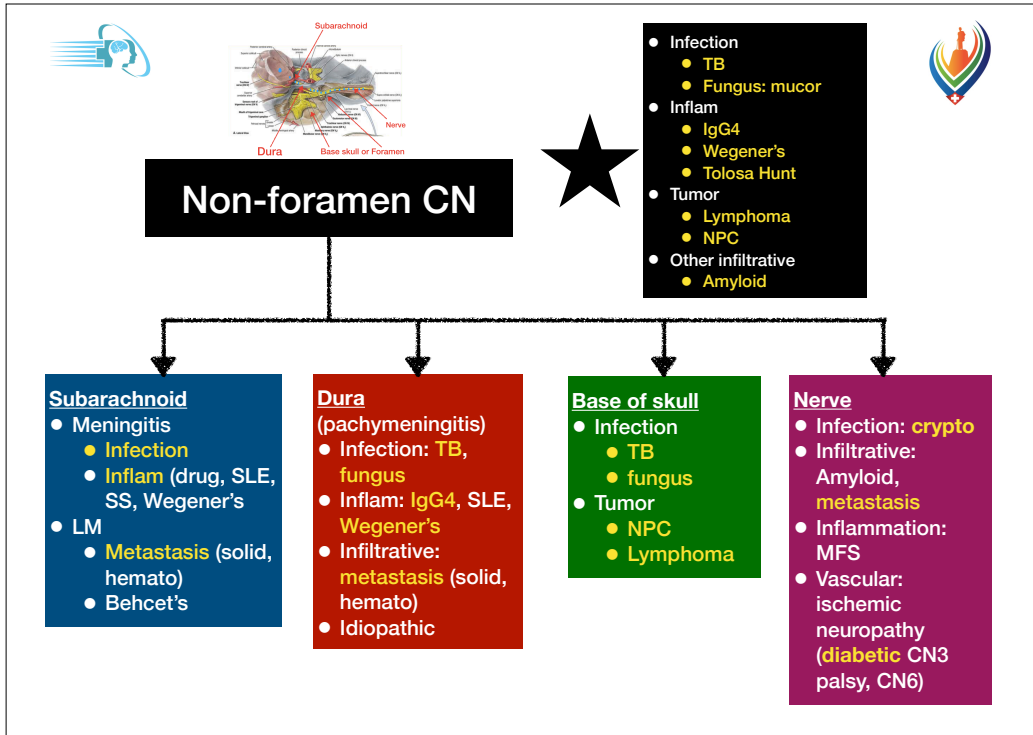 Subarachnoid
Nerve
Dura
Base skull or Foramen
Non-foramen CN
Infection
TB
Fungus: mucor
Inflam
IgG4
Wegener's
Tolosa Hunt
Tumor
Lymphoma
NPC
Other infiltrative
Amyloid
Subarachnoid
Meningitis
Infection
Inflam (drug, SLE,
SS, Wegener's)
LM
Metastasis (solid,
hemato)
Behcet's
Dura
(pachymeningitis)
Infection: TB,
fungus
Inflam: IgG4, SLE,
Wegener's
Infiltrative:
metastasis (solid,
hemato)
Idiopathic
Base of skull
Infection
TB
fungus
Tumor
NPC
Lymphoma
Nerve
Infection: crypto
Infiltrative:
Amyloid,
metastasis
Inflammation:
MFS
Vascular:
ischemic
neuropathy
(diabetic CN3
palsy, CN6)